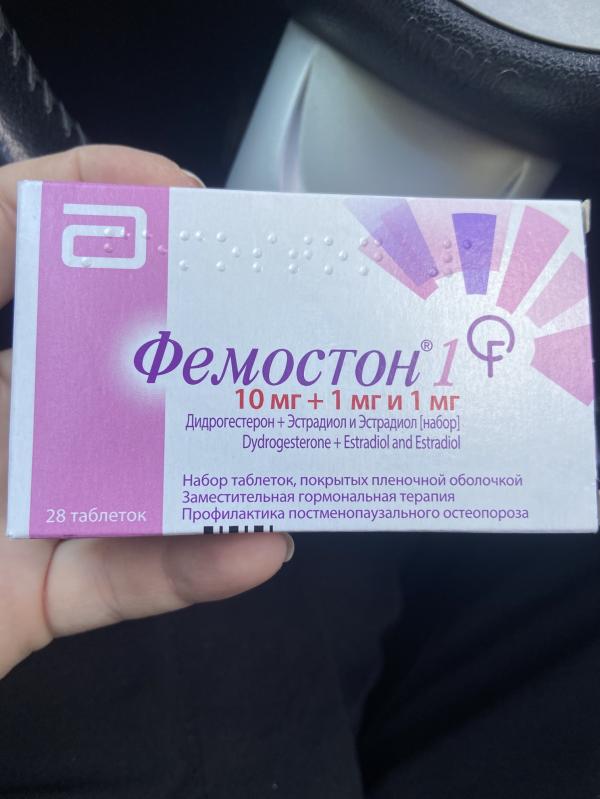 Фемостон® 1
10 мг + 1 мг и 1 мг
Дидрогестерон + Эстрадиол и Эстрадиол [набор]
Dydrogesterone + Estradiol and Estradiol
Набор таблеток, покрытых пленочной оболочкой
Заместительная гормональная терапия
Профилактика постменопаузального остеопороза
28 таблеток